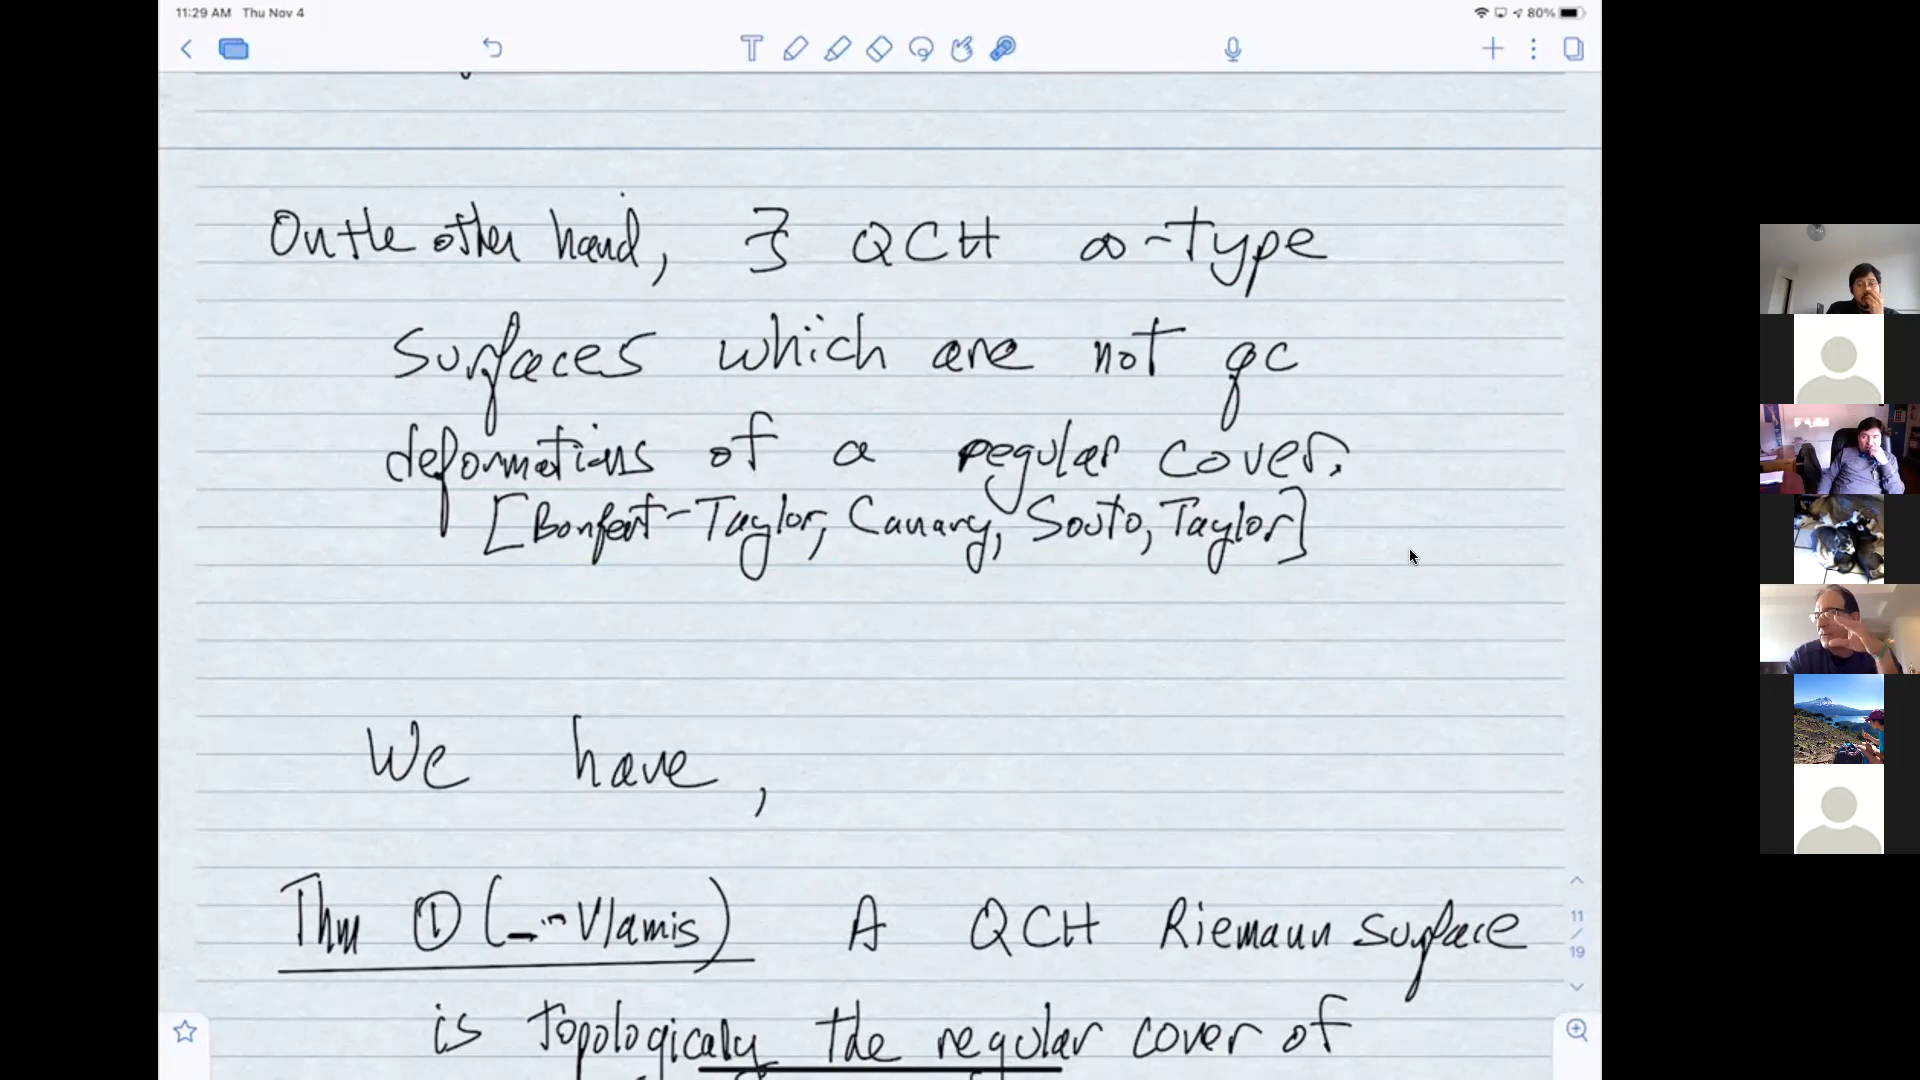 11:29 AM Thu Nov 4
80%
On the other hand, ∃ QCH ∞-type
surfaces which are not qc
deformations of a regular cover.
[Bonfert-Taylor, Canary, Souto, Taylor]
We have,
Thm ① (_-Vlamis) A QCH Riemann surface
is topologicaly the regular cover of
11
/
19